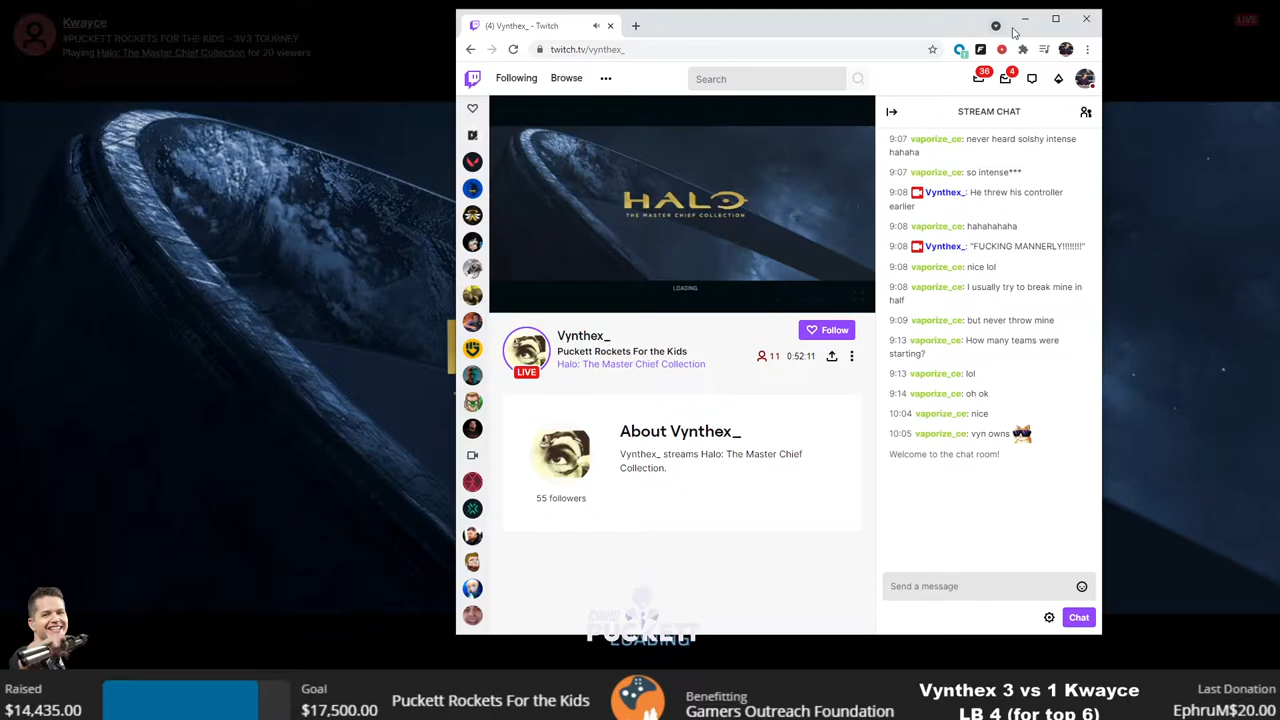 Kwayce
#PUCKETT ROCKETS FOR THE KIDS - 3V3 TOURNEY
Playing Halo: The Master Chief Collection for 20 viewers
LIVE
(4) Vynthex_ - Twitch
twitch.tv/vynthex_
Following
Browse
Search
36
4
STREAM CHAT
9:07 vaporize_ce: never heard solshy intense
hahaha
9:07 vaporize_ce: so intense***
9:08 Vynthex_: He threw his controller
earlier
9:08 vaporize_ce: hahahahaha
9:08 Vynthex_: "FUCKING MANNERLY!!!!!!!!"
9:08 vaporize_ce: nice lol
9:08 vaporize_ce: I usually try to break mine in
half
9:09 vaporize_ce: but never throw mine
9:13 vaporize_ce: How many teams were
starting?
9:13 vaporize_ce: lol
9:14 vaporize_ce: oh ok
10:04 vaporize_ce: nice
10:05 vaporize_ce: vyn owns
Welcome to the chat room!
Send a message
Chat
HALO
THE MASTER CHIEF COLLECTION
LOADING
Vynthex_
Follow
Puckett Rockets For the Kids
Halo: The Master Chief Collection
11 0:52:11
LIVE
About Vynthex_
Vynthex_ streams Halo: The Master Chief
Collection.
55 followers
CHRIS
PUCKETT
LOADING
Raised
$14,435.00
Goal
$17,500.00
Puckett Rockets for the Kids
Benefitting
Gamers Outreach Foundation
Vynthex 3 vs 1 Kwayce
LB 4 (for top 6)
Last Donation
EphruM$20.00